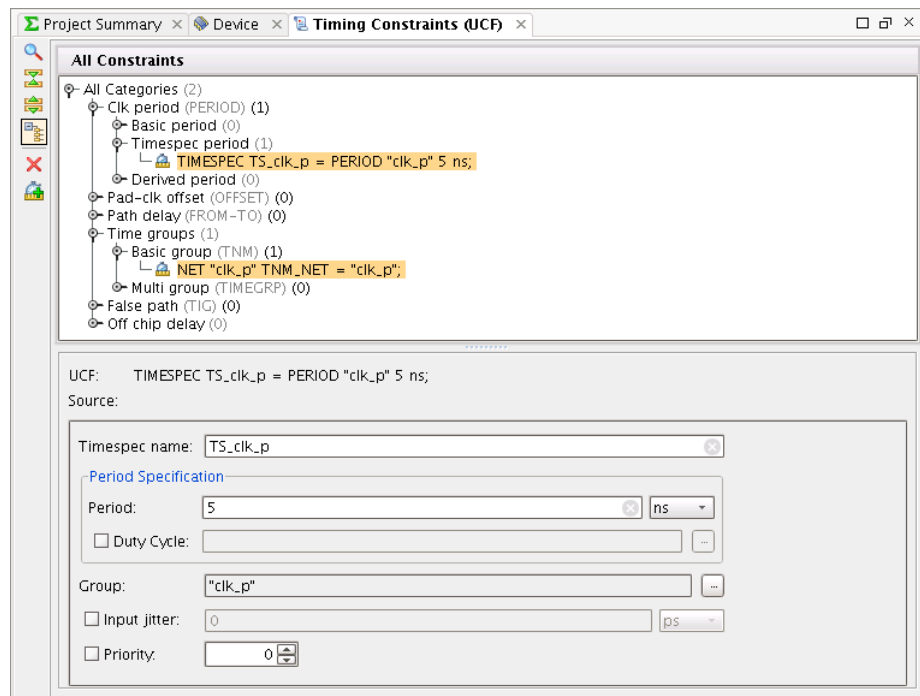 Project Summary × Device × Timing Constraints (UCF) ×
All Constraints
All Categories (2)
Clk period (PERIOD) (1)
Basic period (0)
Timespec period (1)
TIMESPEC TS_clk_p = PERIOD "clk_p" 5 ns;
Derived period (0)
Pad-clk offset (OFFSET) (0)
Path delay (FROM-TO) (0)
Time groups (1)
Basic group (TNM) (1)
NET "clk_p" TNM_NET = "clk_p";
Multi group (TIMEGRP) (0)
False path (TIG) (0)
Off chip delay (0)
UCF: TIMESPEC TS_clk_p = PERIOD "clk_p" 5 ns;
Source:
Timespec name: TS_clk_p
Period Specification
Period: 5 ns
Duty Cycle: ...
Group: "clk_p" ...
Input jitter: 0 ps
Priority: 0